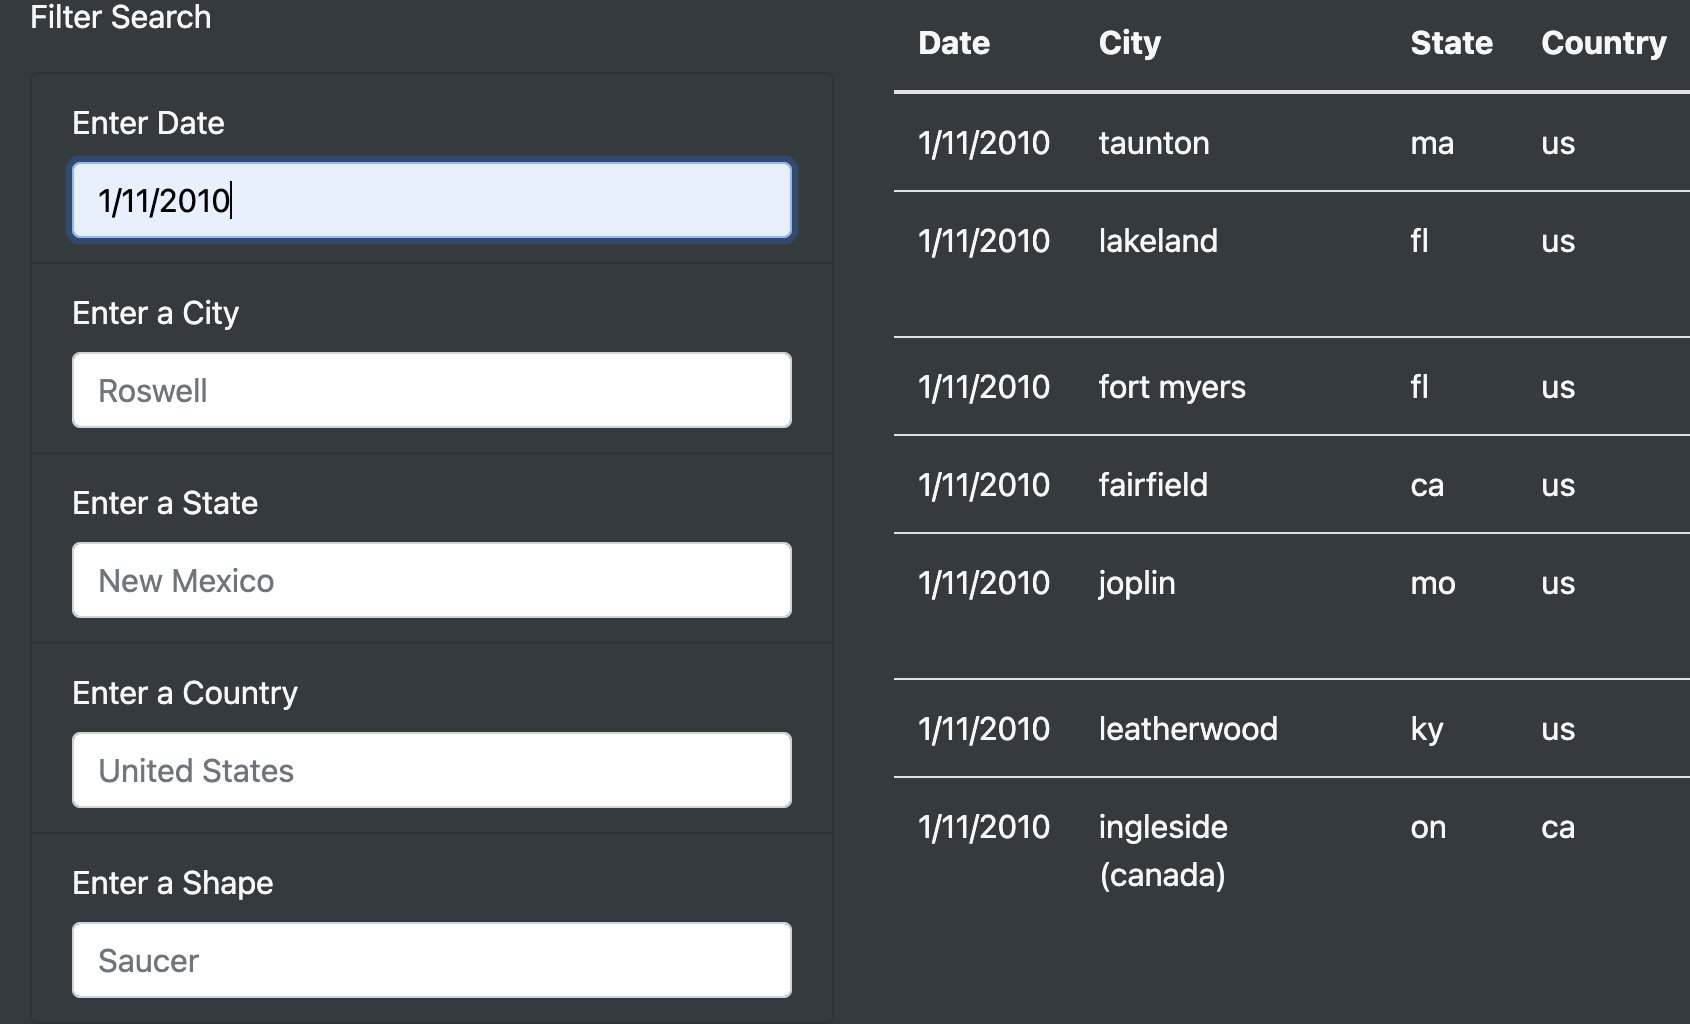 Filter Search
Enter Date
1/11/2010
Enter a City
Roswell
Enter a State
New Mexico
Enter a Country
United States
Enter a Shape
Saucer
Date City State Country
1/11/2010 taunton ma us
1/11/2010 lakeland fl us
1/11/2010 fort myers fl us
1/11/2010 fairfield ca us
1/11/2010 joplin mo us
1/11/2010 leatherwood ky us
1/11/2010 ingleside on ca
(canada)